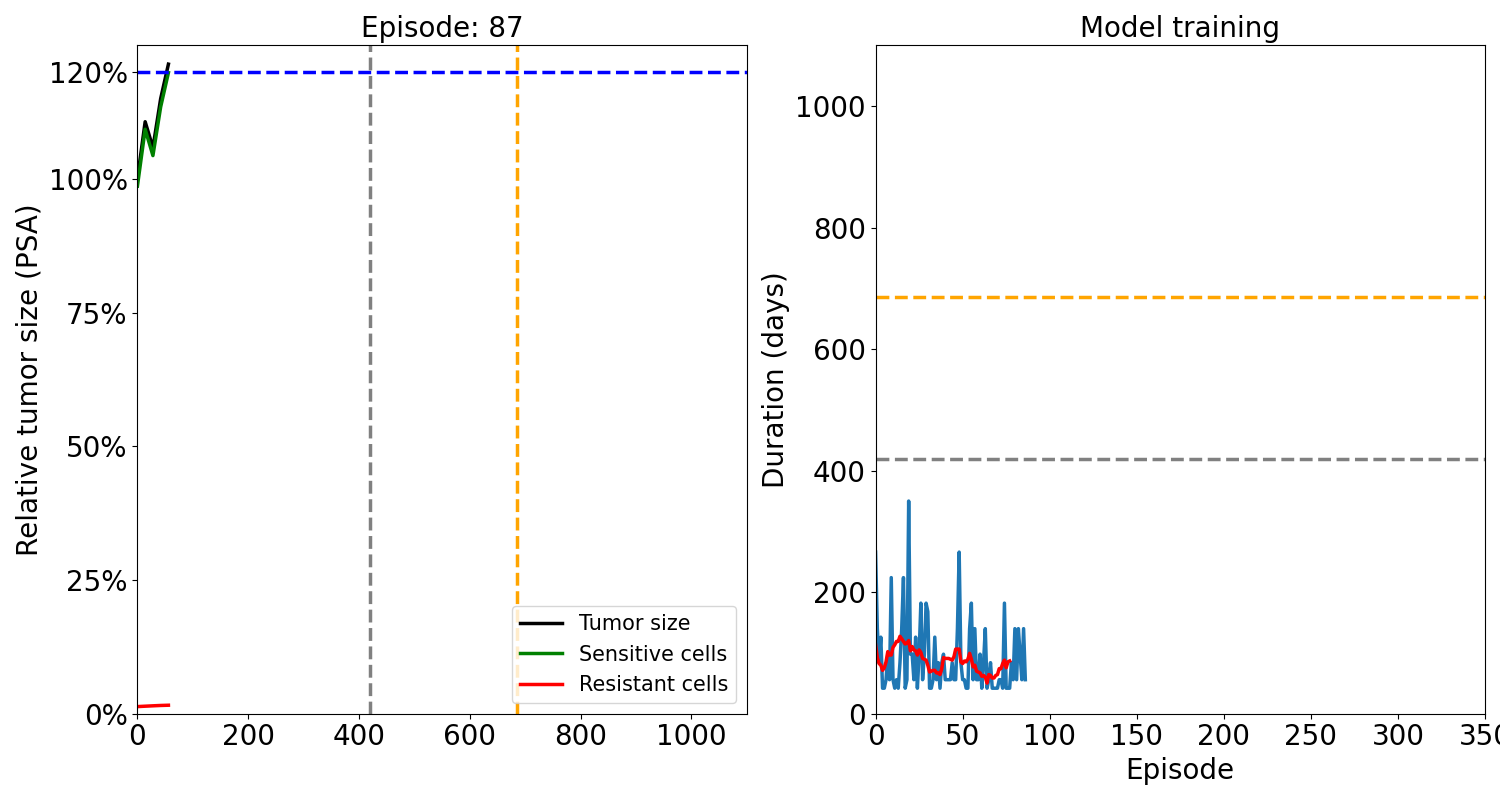 Episode: 87
Relative tumor size (PSA)
120%
100%
75%
50%
25%
0%
0 200 400 600 800 1000
Tumor size
Sensitive cells
Resistant cells
Model training
Duration (days)
1000
800
600
400
200
0
0 50 100 150 200 250 300 350
Episode